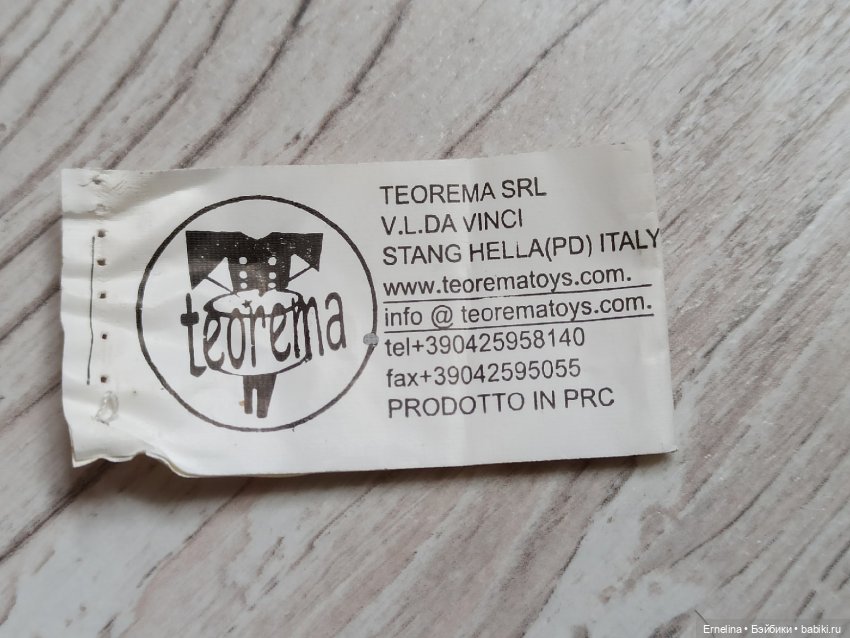 teorema
TEOREMA SRL
V.L.DA VINCI
STANG HELLA(PD) ITALY
www.teorematoys.com.
info @ teorematoys.com.
tel+390425958140
fax+39042595055
PRODOTTO IN PRC
Ernelina • Бэйбики • babiki.ru